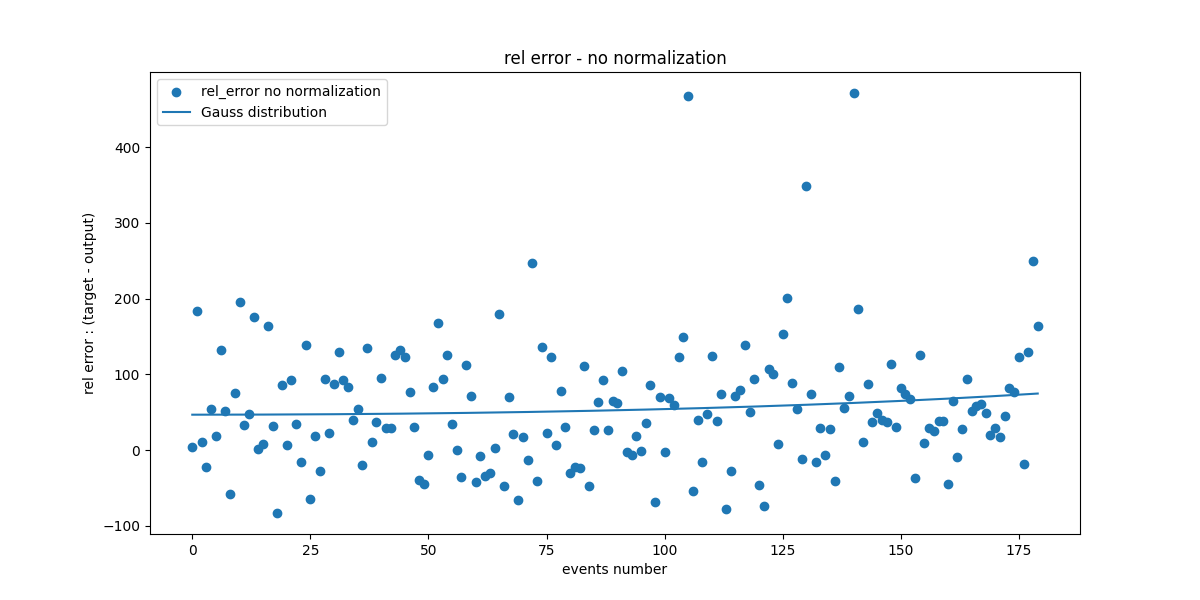 rel error - no normalization
rel_error no normalization
Gauss distribution
rel error : (target - output)
400
300
200
100
0
−100
0 25 50 75 100 125 150 175
events number